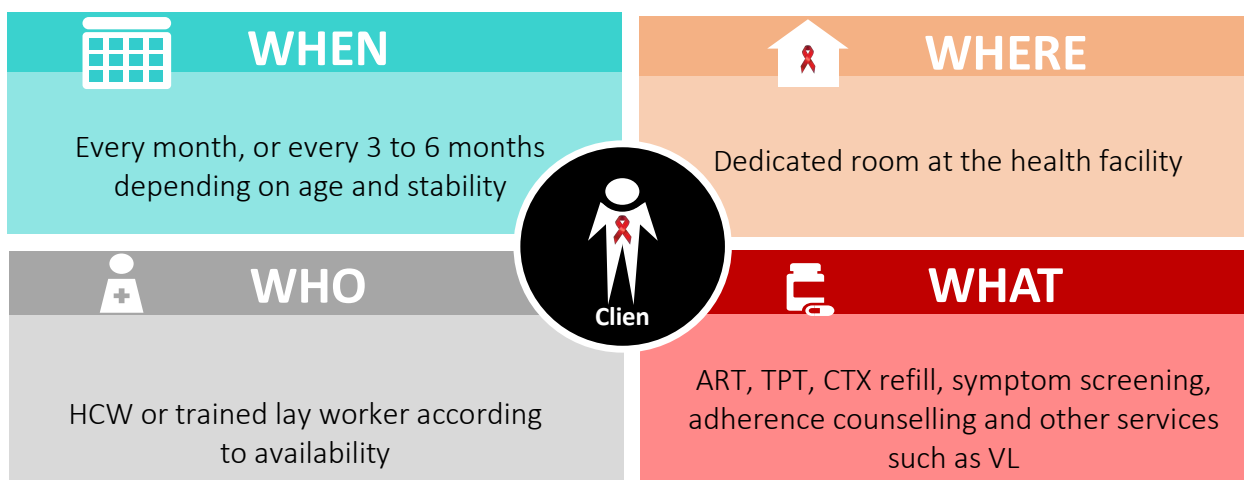 WHEN
Every month, or every 3 to 6 months
depending on age and stability
WHERE
Dedicated room at the health facility
Clien
WHO
HCW or trained lay worker according
to availability
WHAT
ART, TPT, CTX refill, symptom screening,
adherence counselling and other services
such as VL